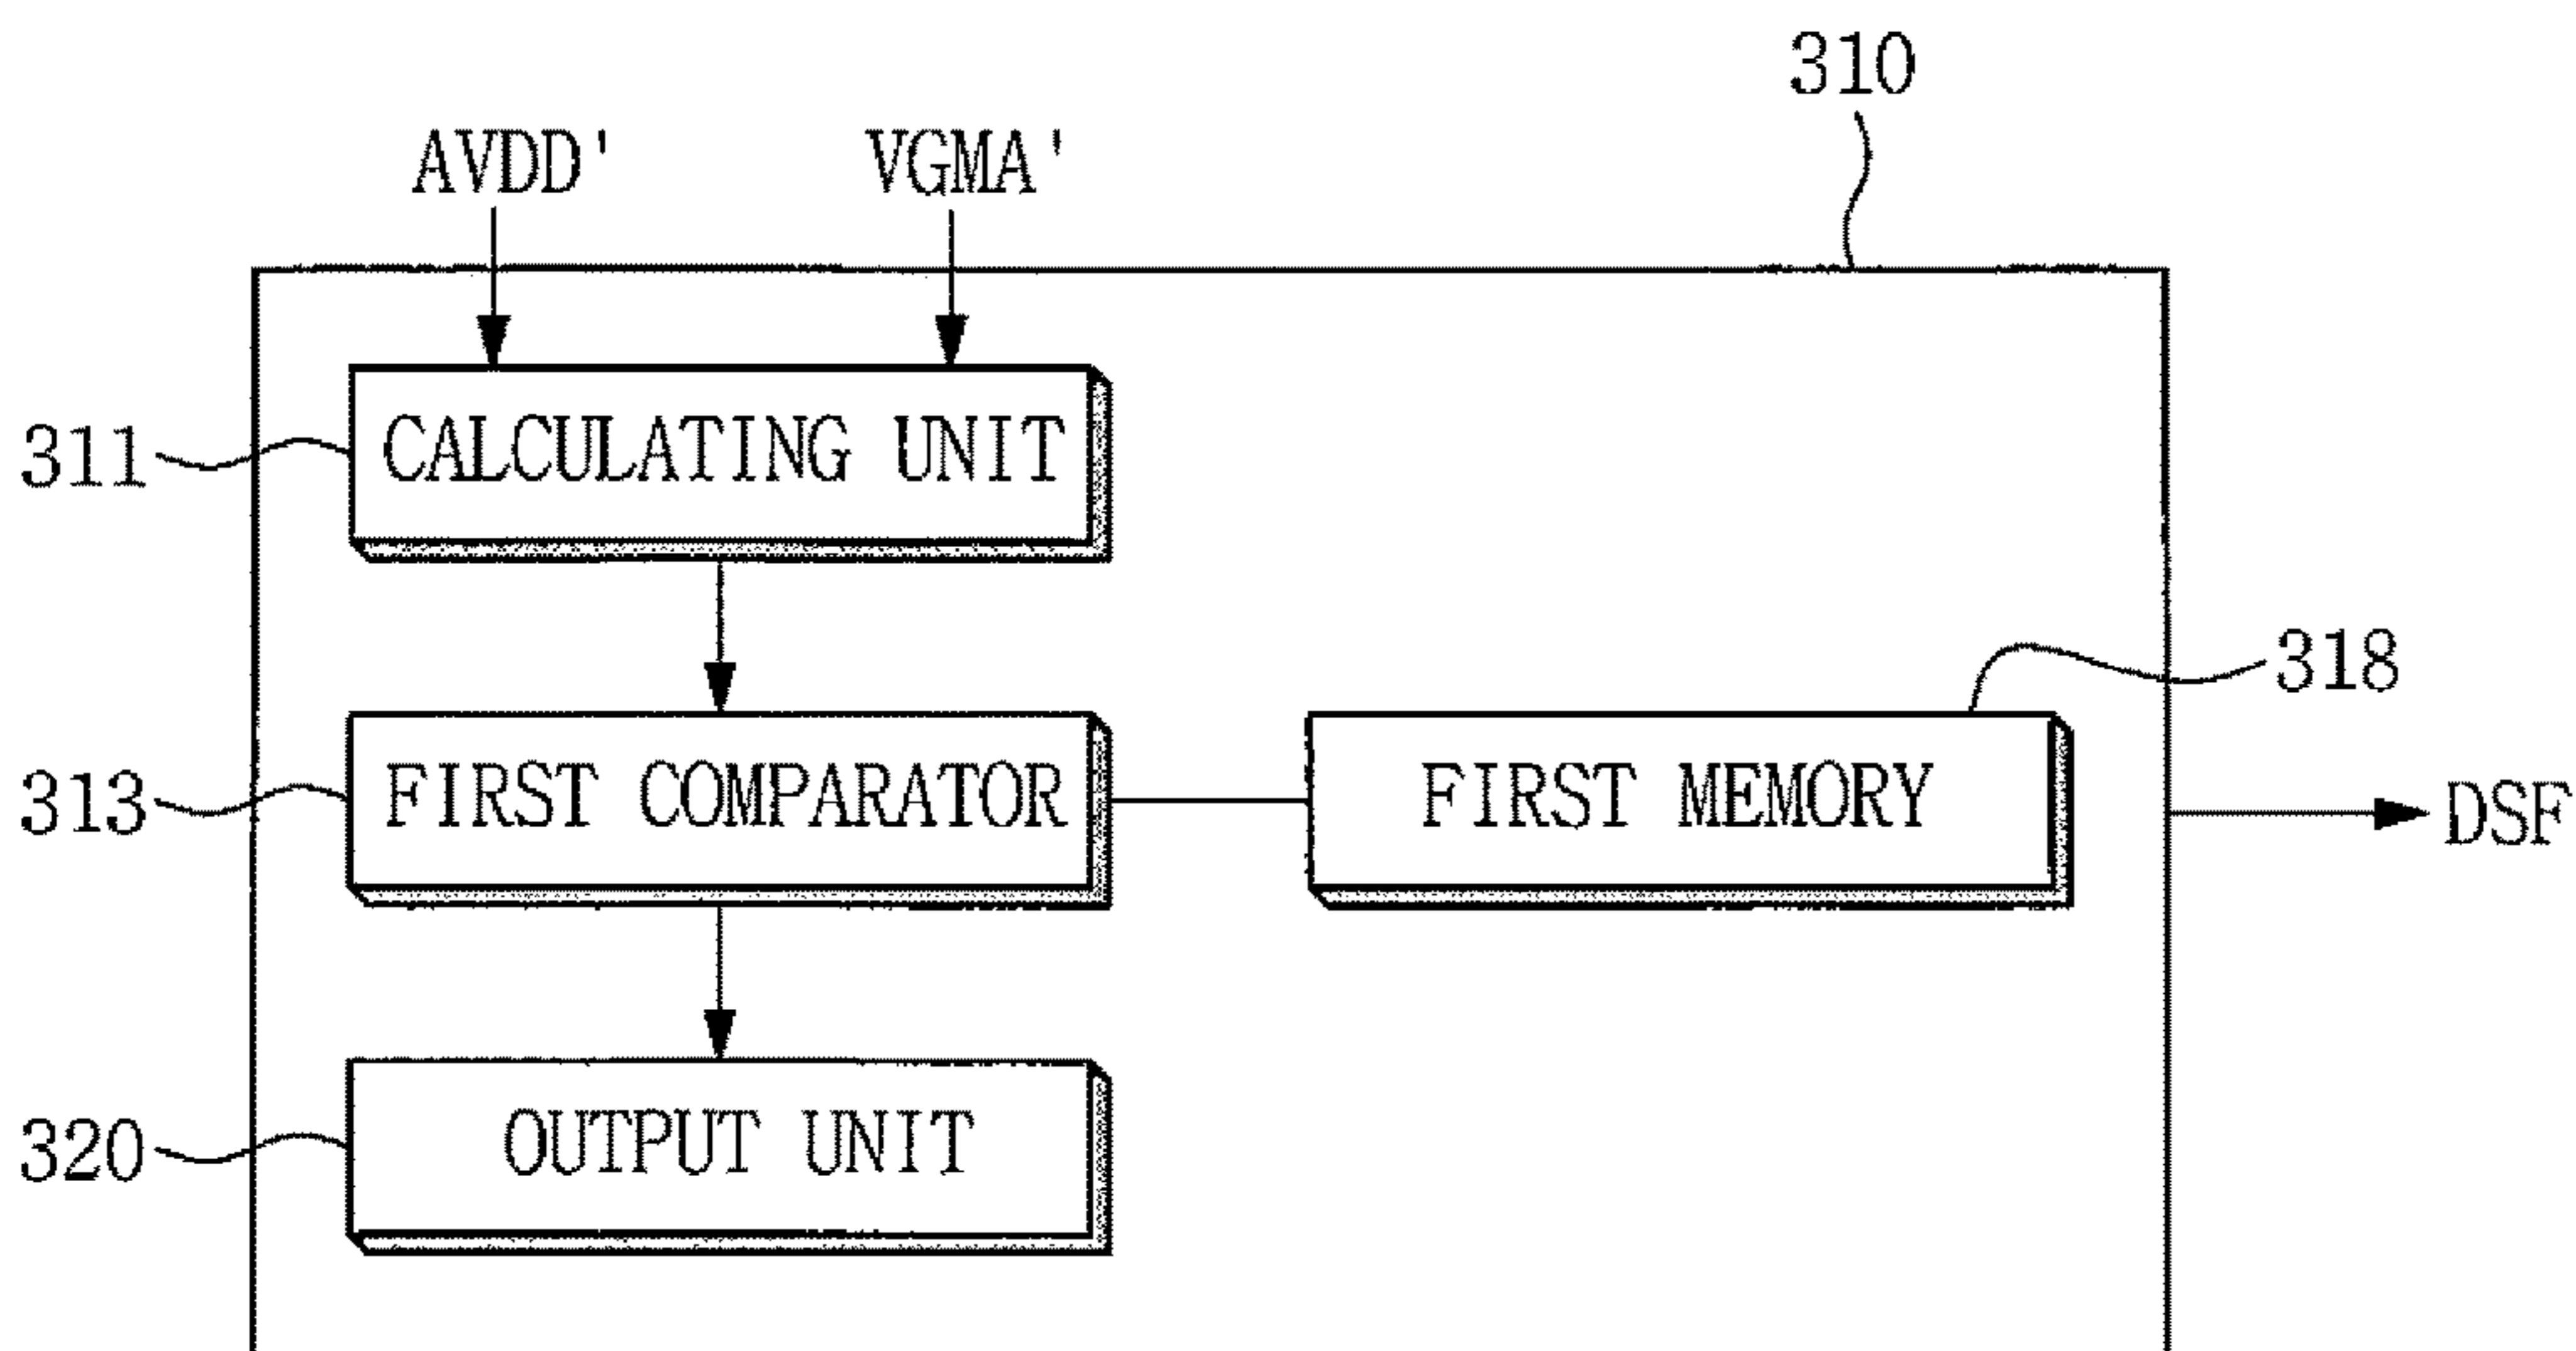 310
AVDD' VGMA'
311 CALCULATING UNIT
318
313 FIRST COMPARATOR FIRST MEMORY
DSF
320 OUTPUT UNIT